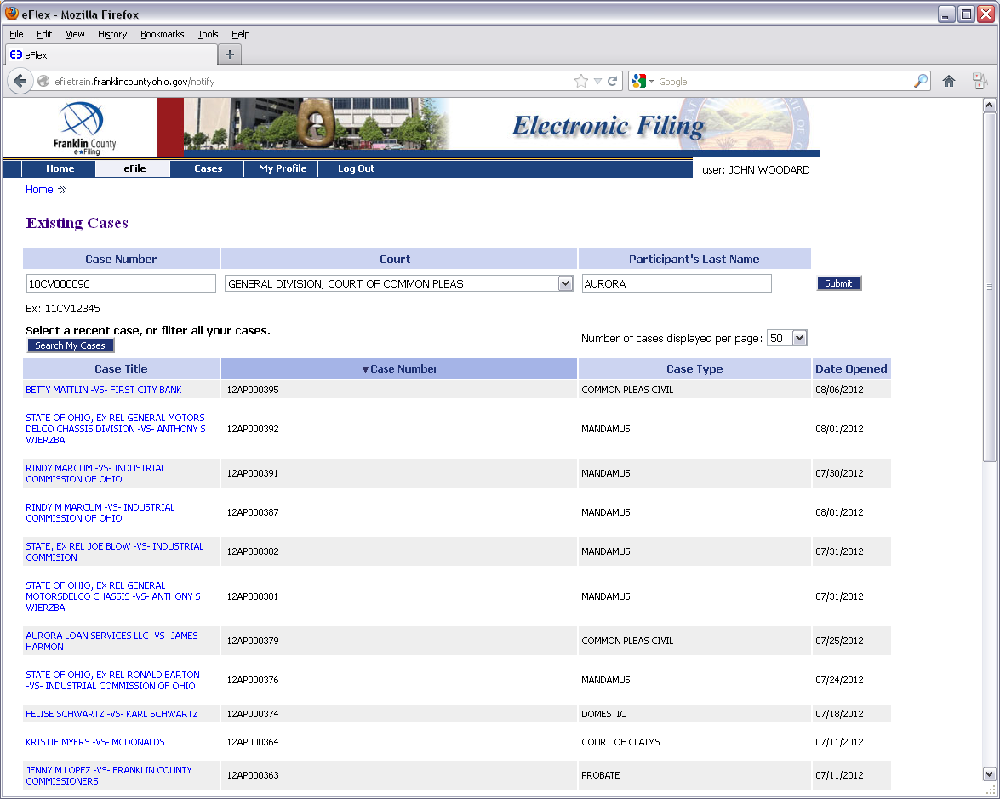 eFlex - Mozilla Firefox
File Edit View History Bookmarks Tools Help
eFlex
efiletrain.franklincountyohio.gov/notify
Google
Franklin County
e★Filing
Electronic Filing
Home eFile Cases My Profile Log Out
user: JOHN WOODARD
Home
Existing Cases
Case Number Court Participant's Last Name
10CV000096 GENERAL DIVISION, COURT OF COMMON PLEAS AURORA Submit
Ex: 11CV12345
Select a recent case, or filter all your cases.
Search My Cases Number of cases displayed per page: 50
Case Title ▼Case Number Case Type Date Opened
BETTY MATTLIN -VS- FIRST CITY BANK 12AP000395 COMMON PLEAS CIVIL 08/06/2012
STATE OF OHIO, EX REL GENERAL MOTORS
DELCO CHASSIS DIVISION -VS- ANTHONY S 12AP000392 MANDAMUS 08/01/2012
WIERZBA
RINDY MARCUM -VS- INDUSTRIAL
COMMISSION OF OHIO 12AP000391 MANDAMUS 07/30/2012
RINDY M MARCUM -VS- INDUSTRIAL
COMMISSION OF OHIO 12AP000387 MANDAMUS 08/01/2012
STATE, EX REL JOE BLOW -VS- INDUSTRIAL
COMMISION 12AP000382 MANDAMUS 07/31/2012
STATE OF OHIO, EX REL GENERAL
MOTORSDELCO CHASSIS -VS- ANTHONY S 12AP000381 MANDAMUS 07/31/2012
WIERZBA
AURORA LOAN SERVICES LLC -VS- JAMES
HARMON 12AP000379 COMMON PLEAS CIVIL 07/25/2012
STATE OF OHIO, EX REL RONALD BARTON
-VS- INDUSTRIAL COMMISSION OF OHIO 12AP000376 MANDAMUS 07/24/2012
FELISE SCHWARTZ -VS- KARL SCHWARTZ 12AP000374 DOMESTIC 07/18/2012
KRISTIE MYERS -VS- MCDONALDS 12AP000364 COURT OF CLAIMS 07/11/2012
JENNY M LOPEZ -VS- FRANKLIN COUNTY
COMMISSIONERS 12AP000363 PROBATE 07/11/2012